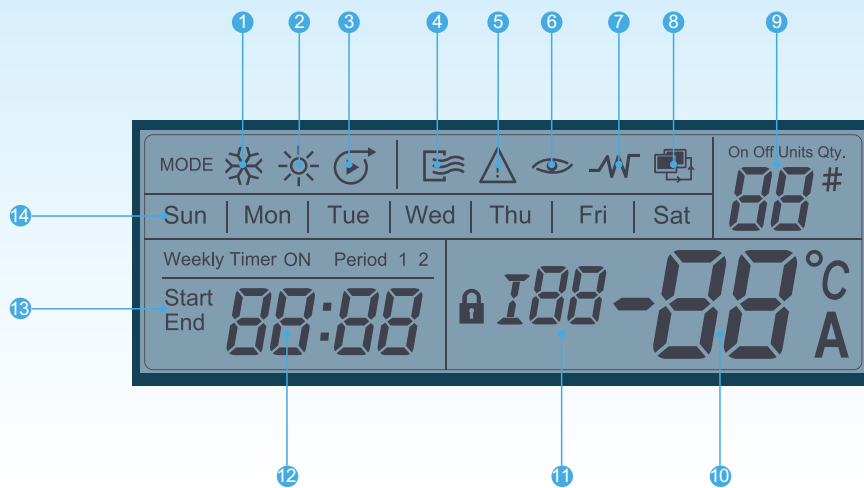 1 2 3 4 5 6 7 8 9
MODE
On Off Units Qty.
88 #
14
Sun Mon Tue Wed Thu Fri Sat
Weekly Timer ON Period 1 2
13
Start
End
88:88
188 -88 °C
A
12 11 10